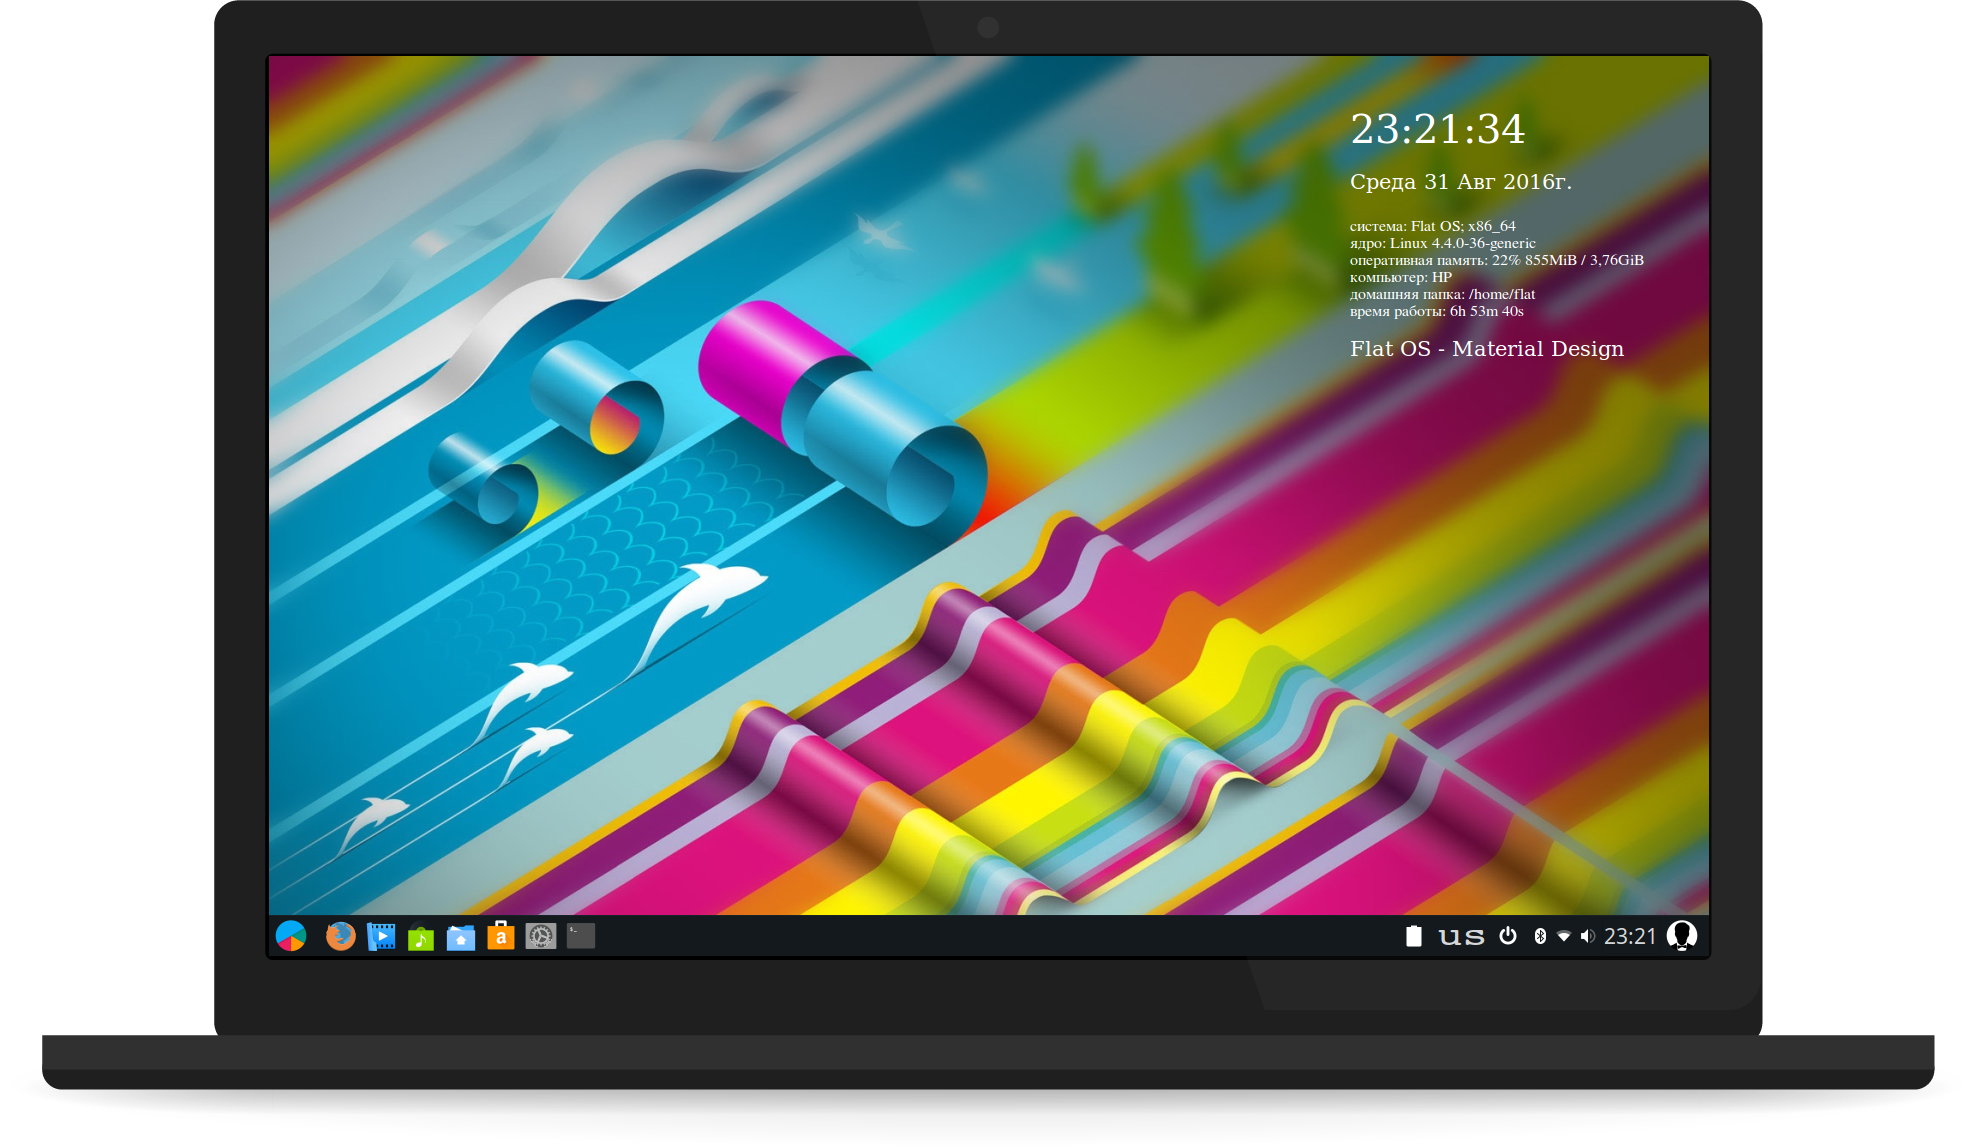 23:21:34
Среда 31 Авг 2016г.
система: Flat OS; x86_64
ядро: Linux 4.4.0-36-generic
оперативная память: 22% 855MiB / 3,76GiB
компьютер: HP
домашняя папка: /home/flat
время работы: 6h 53m 40s
Flat OS - Material Design
a
us 23:21